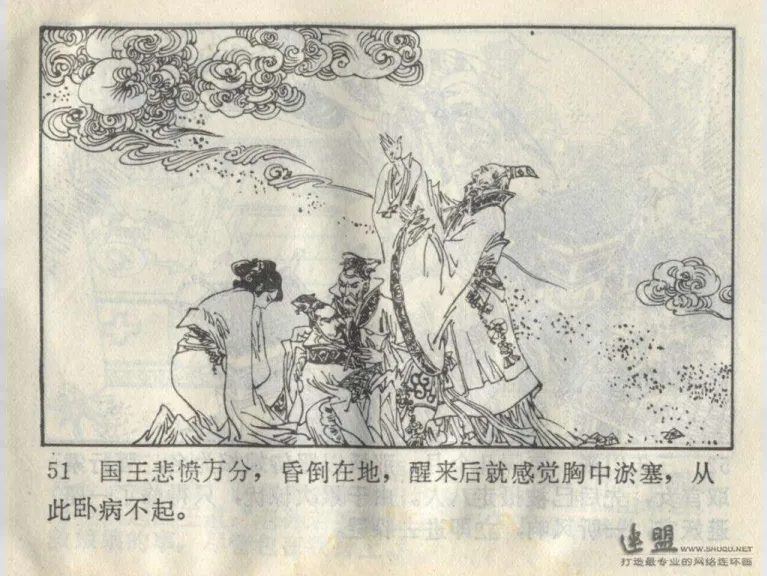 51 国王悲愤万分，昏倒在地，醒来后就感觉胸中淤塞，从
此卧病不起。
连盟 WWW.SHUQU.NET
打造最专业的网络连环画